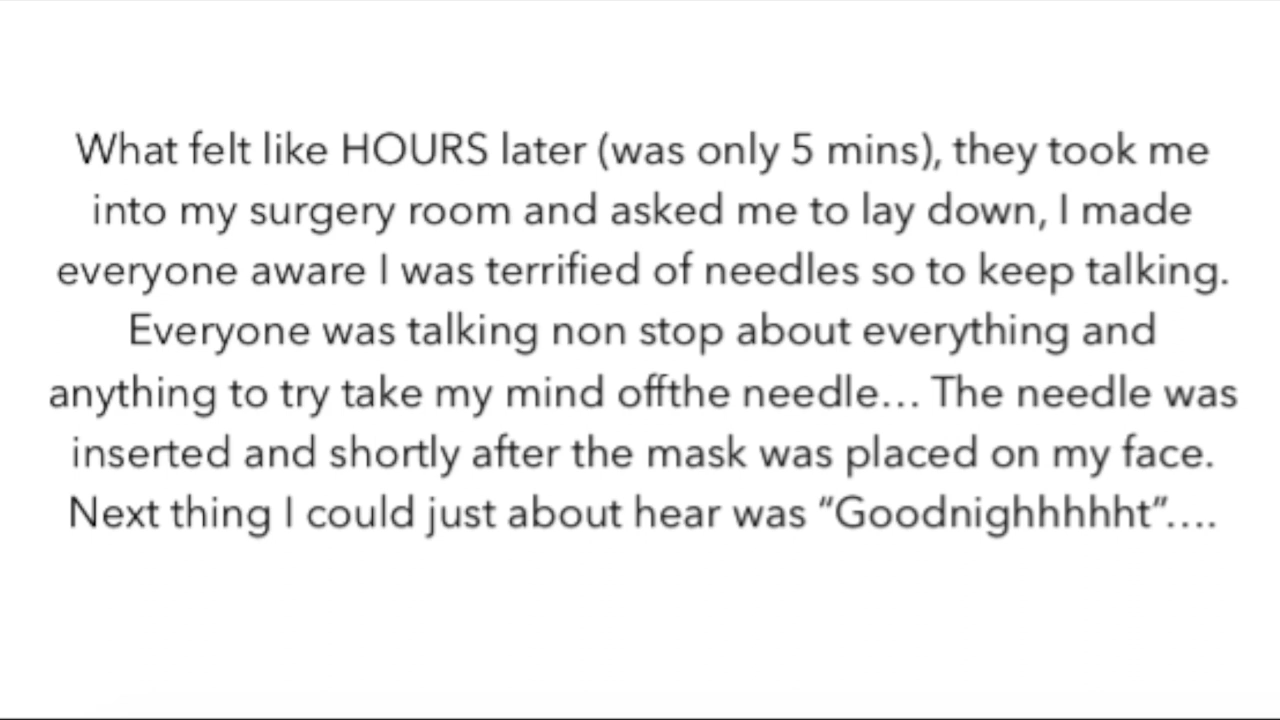 What felt like HOURS later (was only 5 mins), they took me
into my surgery room and asked me to lay down, I made
everyone aware I was terrified of needles so to keep talking.
Everyone was talking non stop about everything and
anything to try take my mind offthe needle… The needle was
inserted and shortly after the mask was placed on my face.
Next thing I could just about hear was “Goodnighhhhhht”….